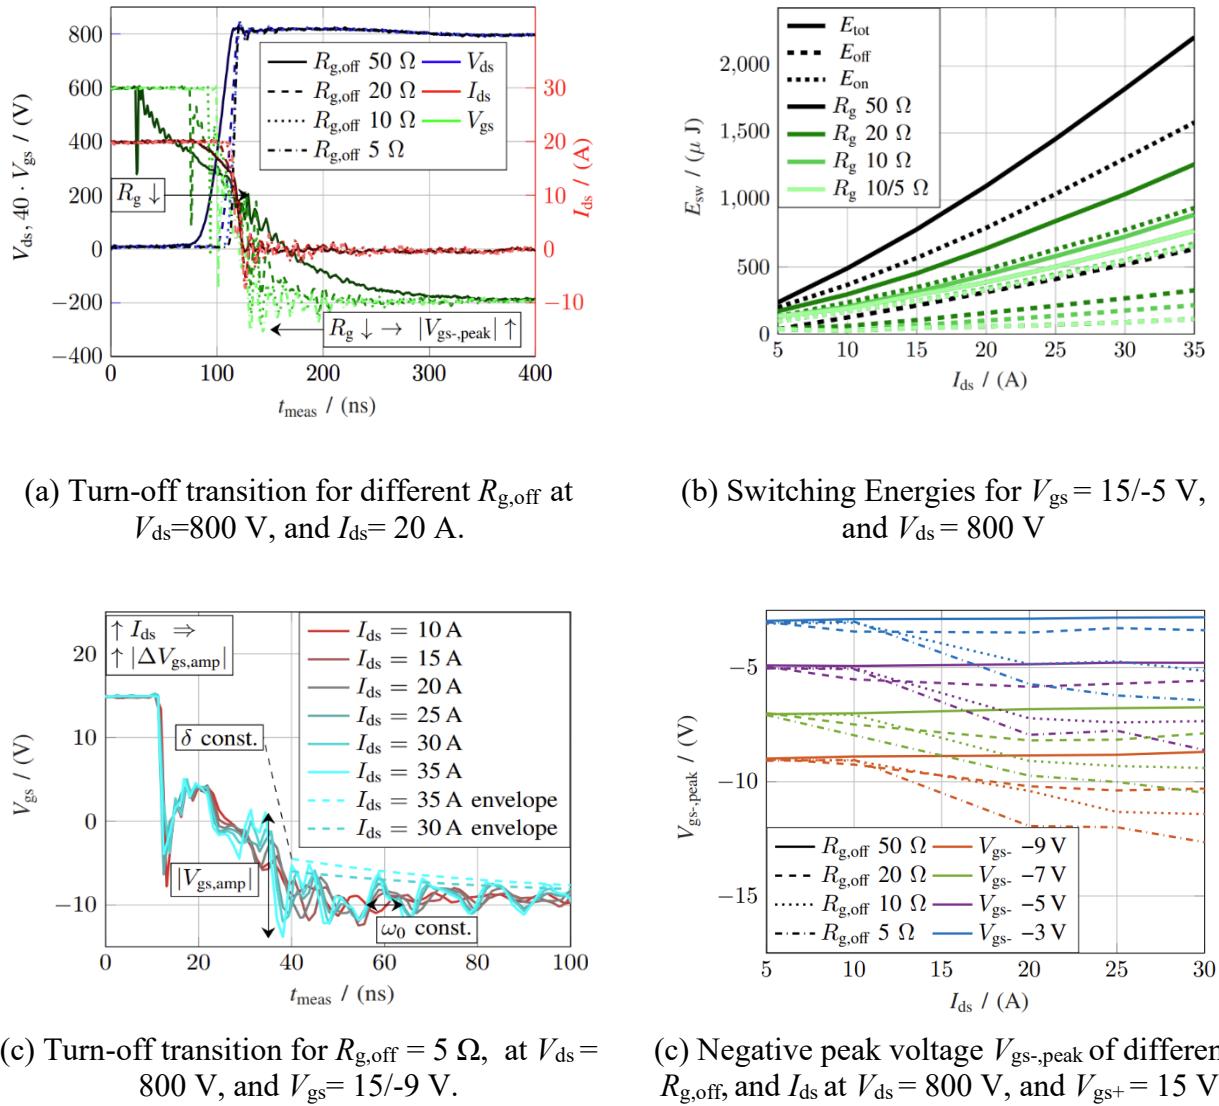 800
600
400
200
0
−200
−400
V_ds, 40 · V_gs / (V)
30
20
10
0
−10
I_ds / (A)
R_g,off 50 Ω V_ds
R_g,off 20 Ω I_ds
R_g,off 10 Ω V_gs
R_g,off 5 Ω
R_g ↓
R_g ↓ → |V_gs-,peak| ↑
0 100 200 300 400
t_meas / (ns)
(a) Turn-off transition for different R_g,off at
V_ds=800 V, and I_ds= 20 A.
2,000
1,500
1,000
500
0
E_sw / (μ J)
E_tot
E_off
E_on
R_g 50 Ω
R_g 20 Ω
R_g 10 Ω
R_g 10/5 Ω
5 10 15 20 25 30 35
I_ds / (A)
(b) Switching Energies for V_gs = 15/-5 V,
and V_ds = 800 V
20
15
10
5
0
−5
−10
V_gs / (V)
↑ I_ds ⇒
↑ |ΔV_gs,amp|
δ const.
|V_gs,amp|
ω_0 const.
I_ds = 10 A
I_ds = 15 A
I_ds = 20 A
I_ds = 25 A
I_ds = 30 A
I_ds = 35 A
I_ds = 35 A envelope
I_ds = 30 A envelope
0 20 40 60 80 100
t_meas / (ns)
(c) Turn-off transition for R_g,off = 5 Ω, at V_ds =
800 V, and V_gs= 15/-9 V.
−5
−10
−15
V_gs-,peak / (V)
R_g,off 50 Ω V_gs- −9 V
R_g,off 20 Ω V_gs- −7 V
R_g,off 10 Ω V_gs- −5 V
R_g,off 5 Ω V_gs- −3 V
5 10 15 20 25 30
I_ds / (A)
(c) Negative peak voltage V_gs-,peak of differen
R_g,off, and I_ds at V_ds = 800 V, and V_gs+ = 15 V